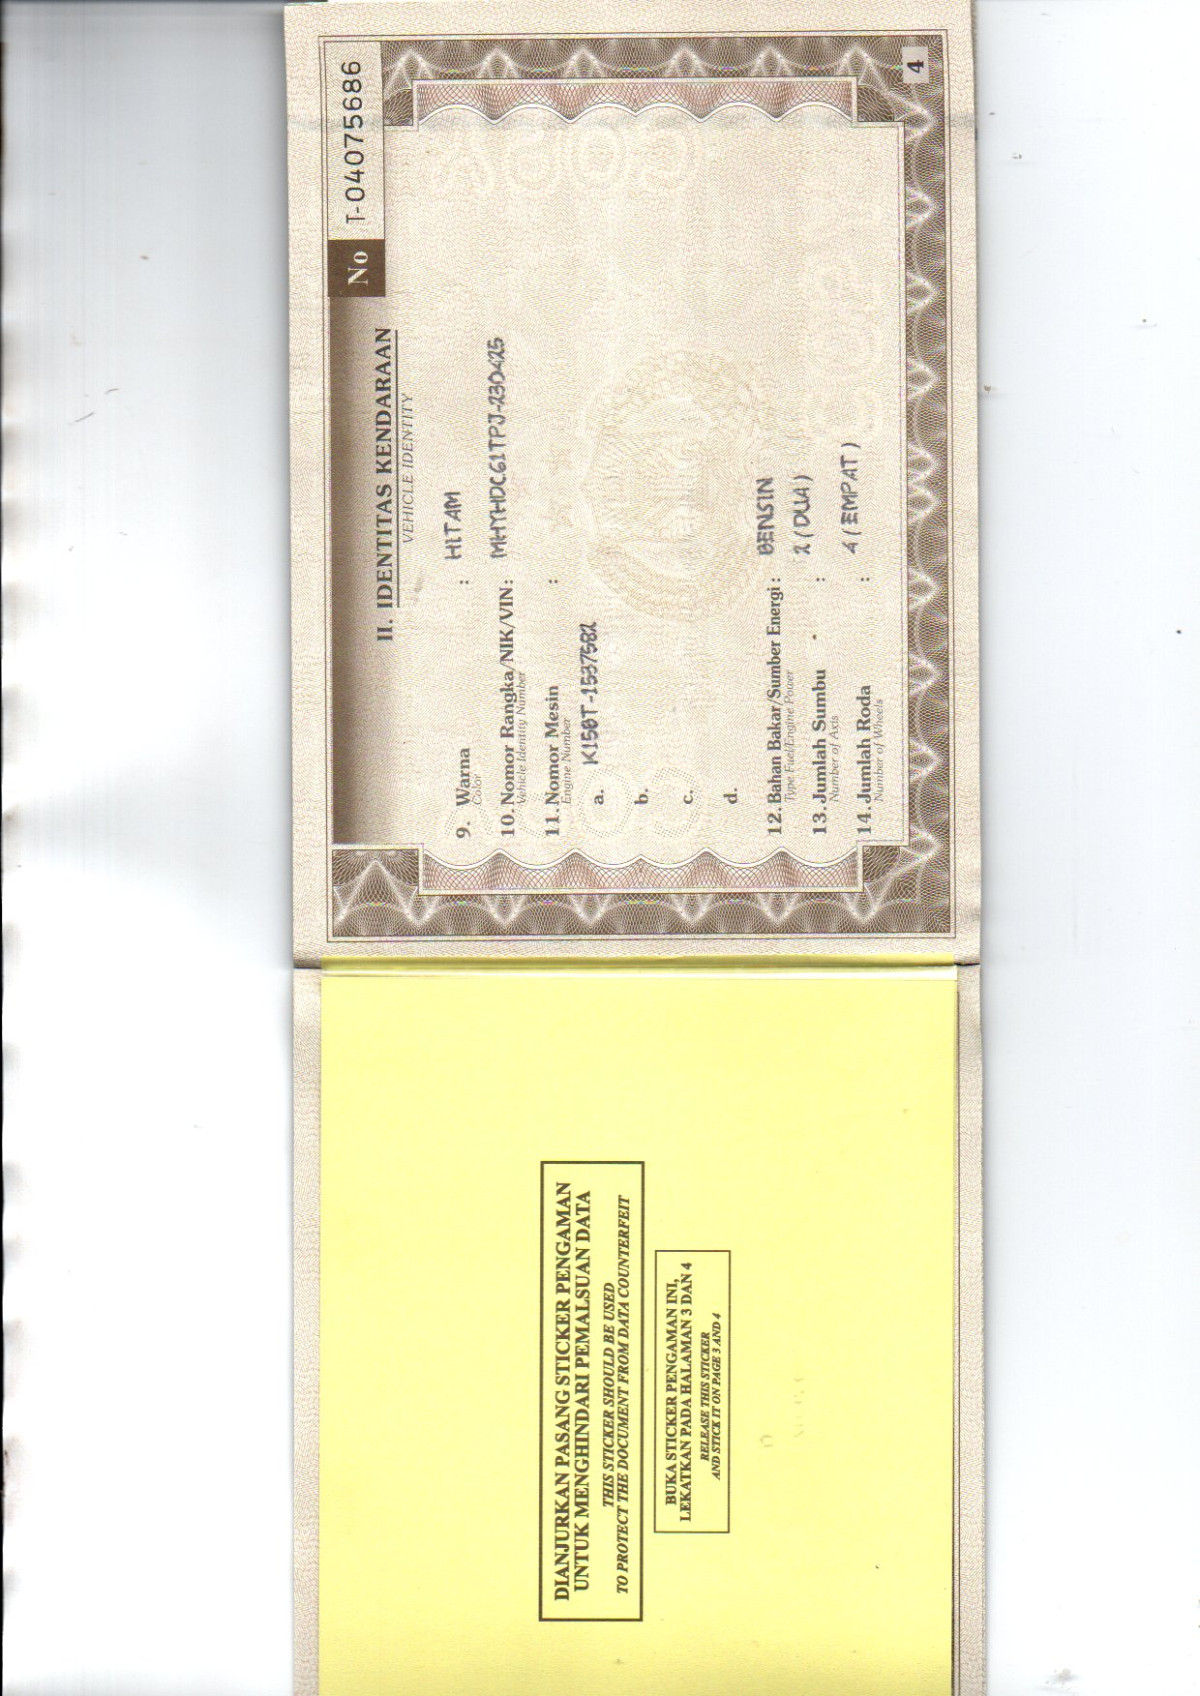 No T-04075686
II. IDENTITAS KENDARAAN
VEHICLE IDENTITY
9. Warna : HITAM
Color
10. Nomor Rangka/NIK/VIN : MHYHDC61TPJ-230425
Vehicle Identity Number
11. Nomor Mesin :
Engine Number
a. K15BT-1537582
b.
c.
d.
12. Bahan Bakar/Sumber Energi : BENSIN
Type Fuel/Engine Power
13. Jumlah Sumbu : 2 (DUA)
Number of Axis
14. Jumlah Roda : 4 (EMPAT)
Number of Wheels
4
DIANJURKAN PASANG STICKER PENGAMAN
UNTUK MENGHINDARI PEMALSUAN DATA
THIS STICKER SHOULD BE USED
TO PROTECT THE DOCUMENT FROM DATA COUNTERFEIT
BUKA STICKER PENGAMAN INI,
LEKATKAN PADA HALAMAN 3 DAN 4
RELEASE THIS STICKER
AND STICK IT ON PAGE 3 AND 4